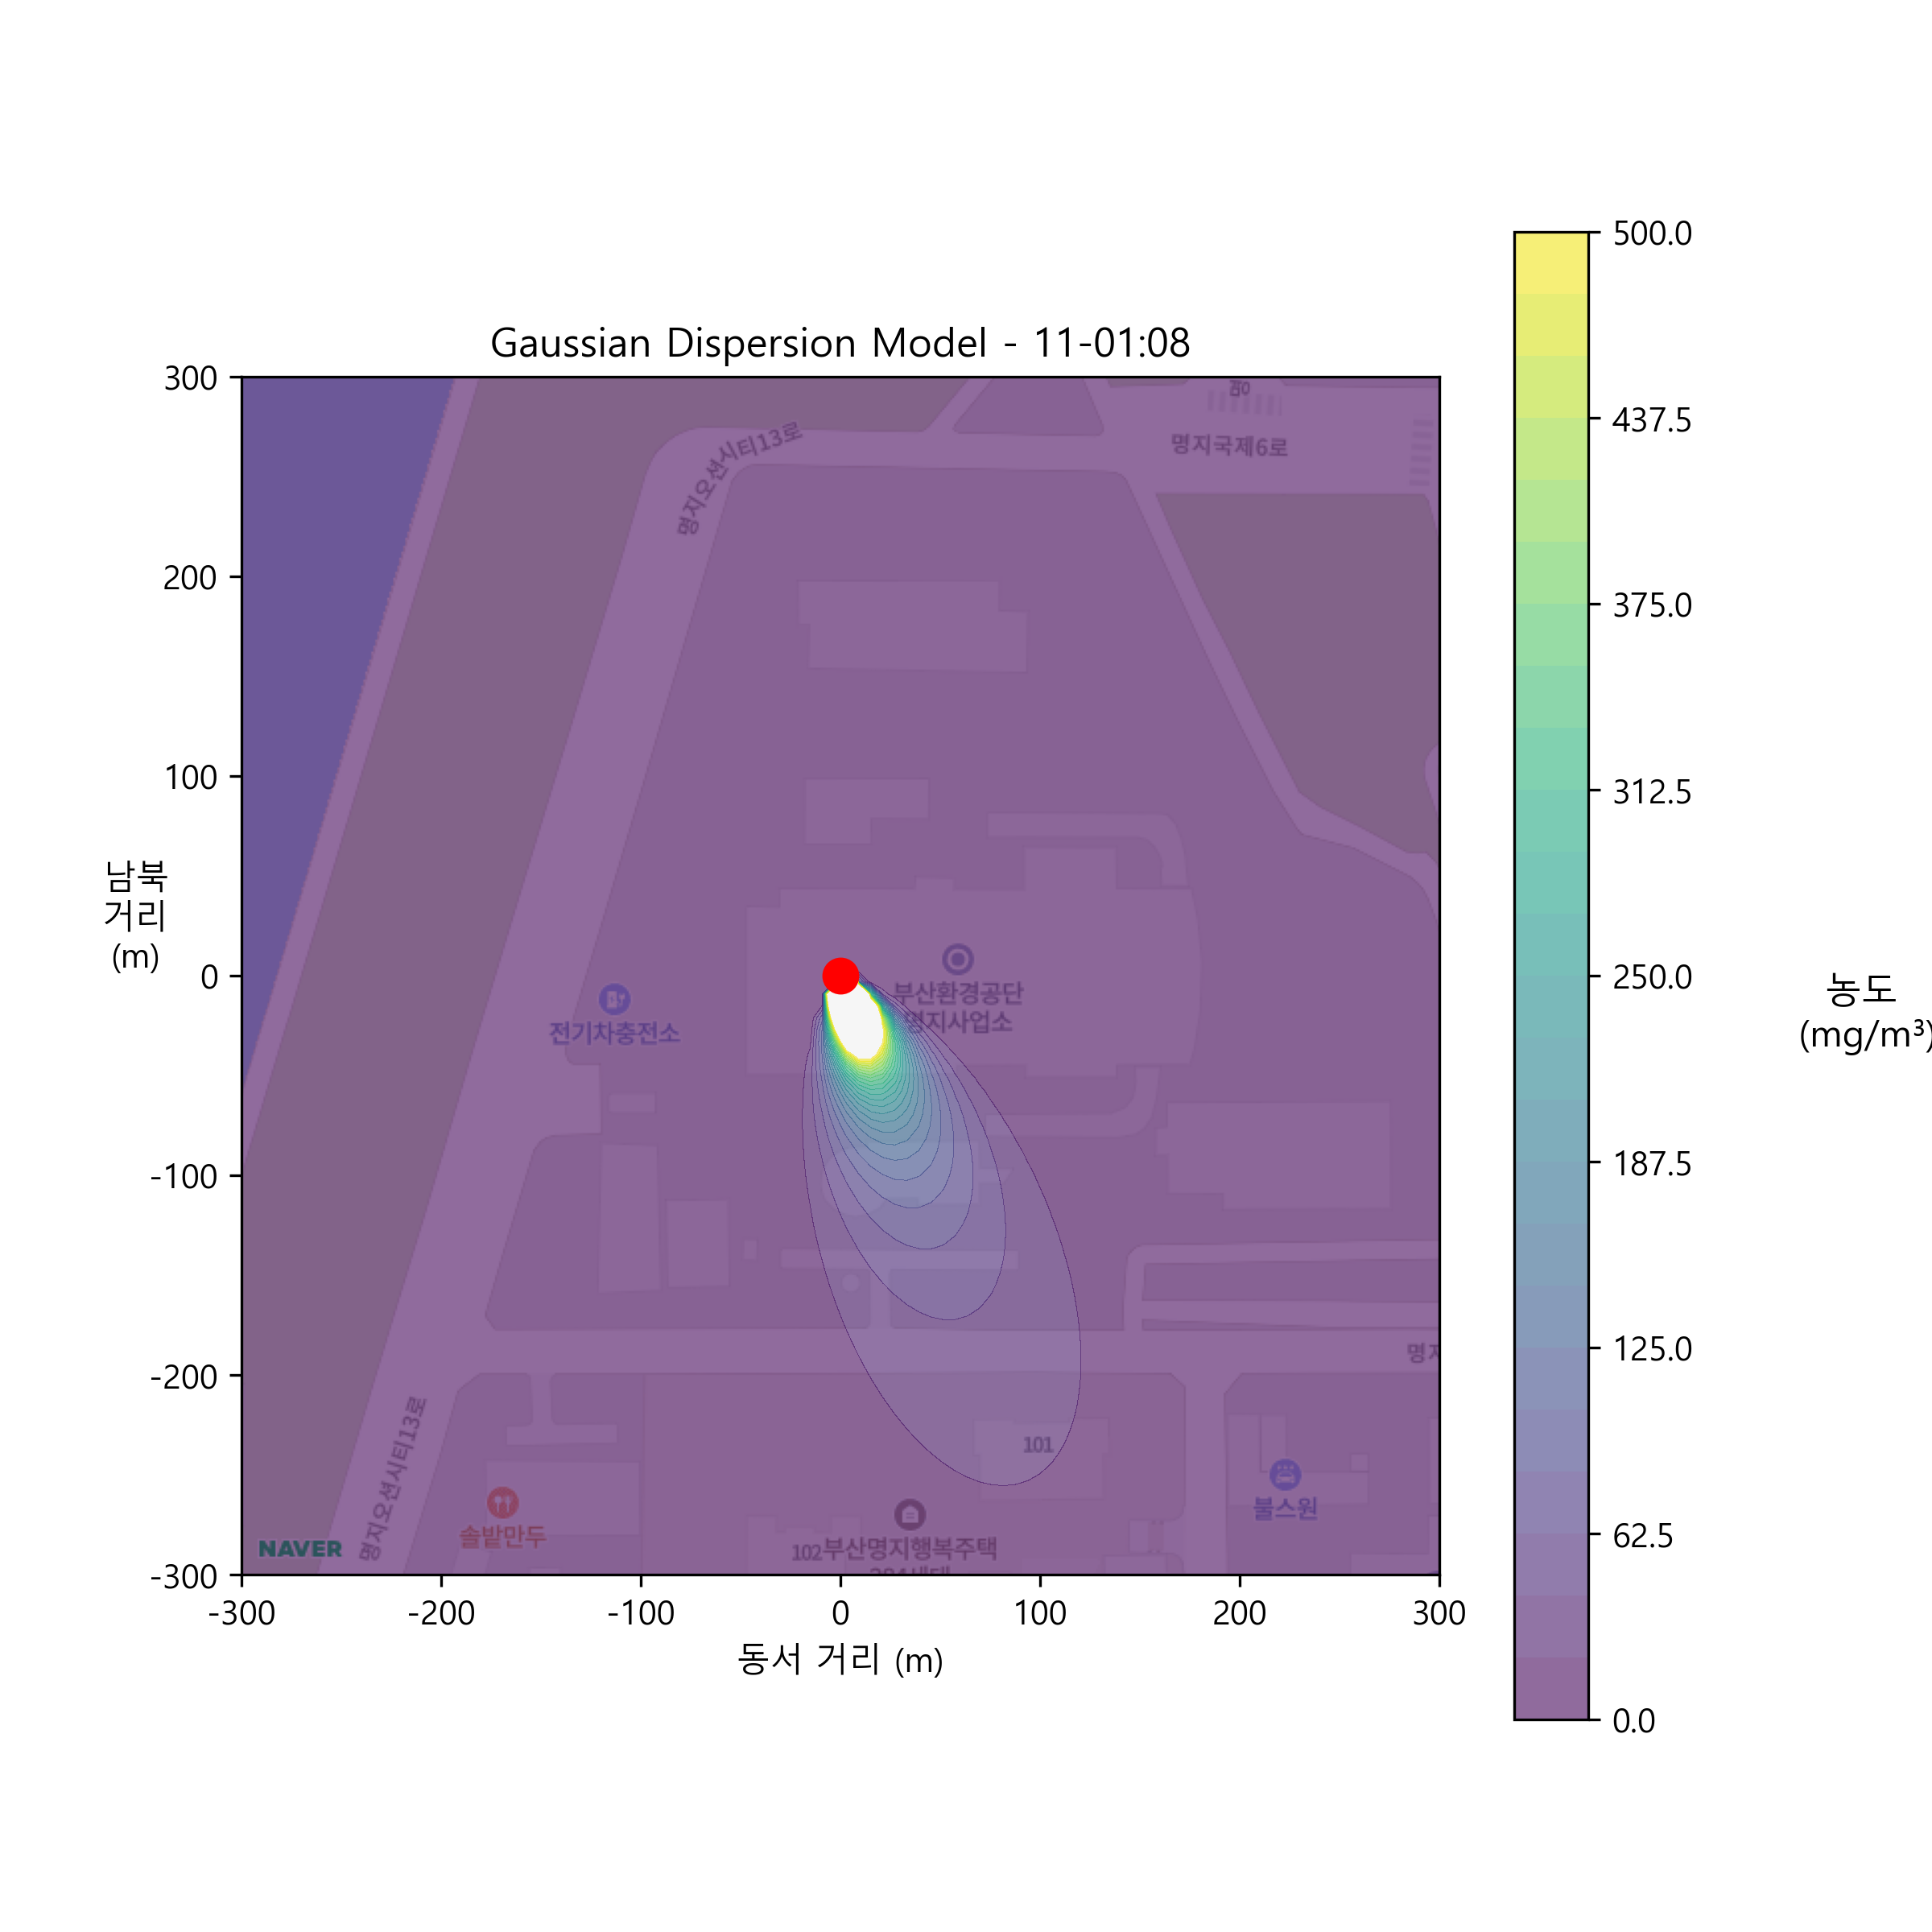 Gaussian Dispersion Model - 11-01:08
300
200
100
0
-100
-200
-300
남북
거리
(m)
-300
-200
-100
0
100
200
300
동서 거리 (m)
명지오션시티13로
명지국제6로
부산환경공단
명지사업소
전기차충전소
명지
명지오션시티13로
101
불스원
솔밭만두
NAVER
102부산명지행복주택
500.0
437.5
375.0
312.5
250.0
187.5
125.0
62.5
0.0
농도
(mg/m³)